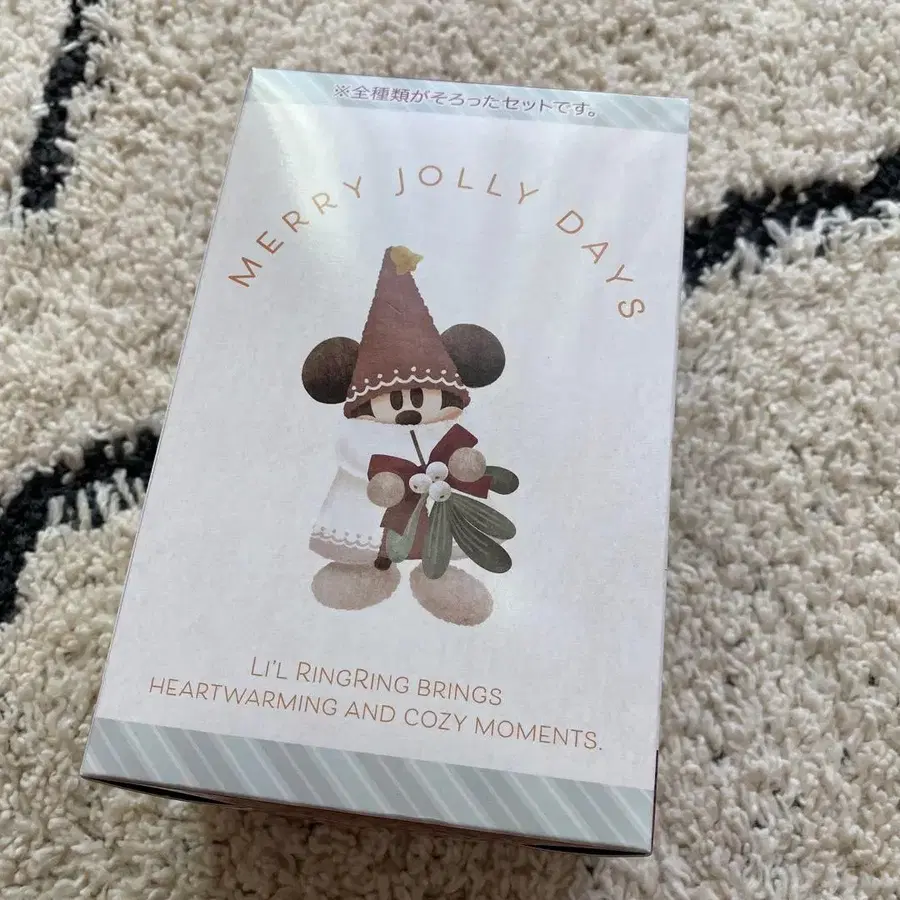 ※全種類がそろったセットです。
MERRY JOLLY DAYS
LI'L RINGRING BRINGS
HEARTWARMING AND COZY MOMENTS.